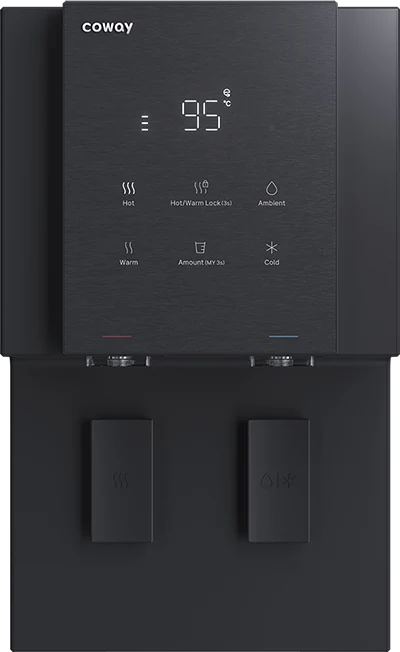 coway
95 °C
Hot
Hot/Warm Lock(3s)
Ambient
Warm
Amount (MY 3s)
Cold